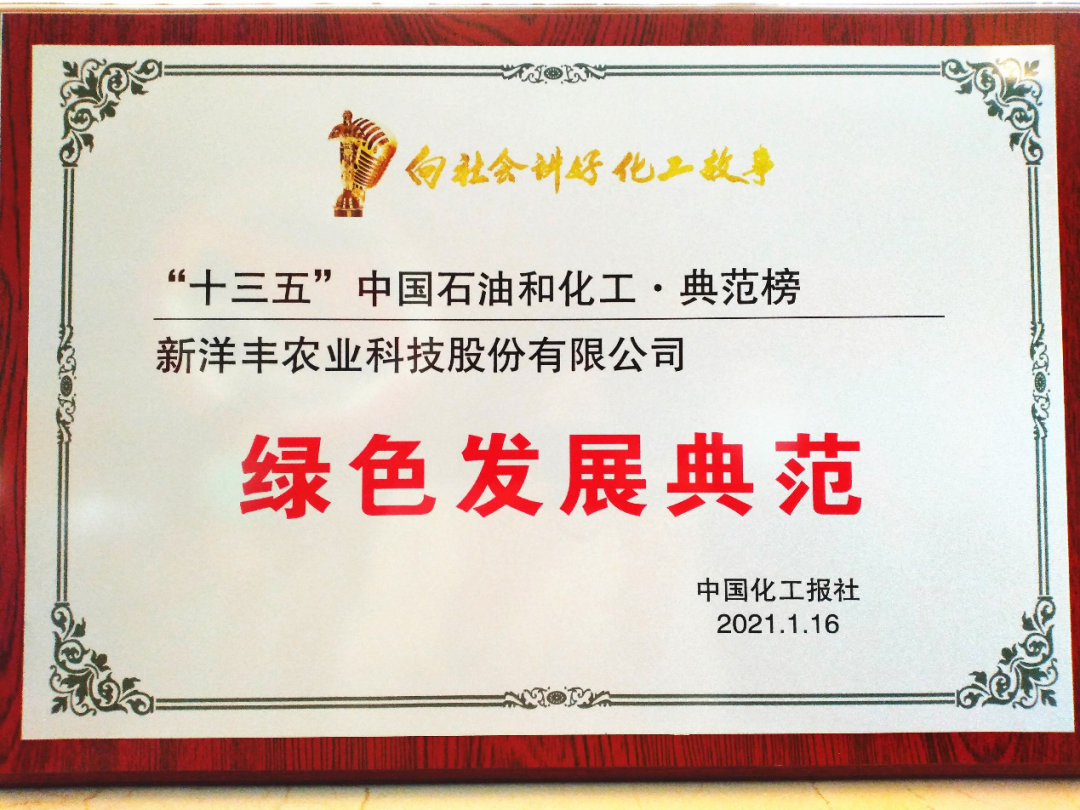 向社会讲好化工故事
“十三五”中国石油和化工·典范榜
新洋丰农业科技股份有限公司
绿色发展典范
中国化工报社
2021.1.16